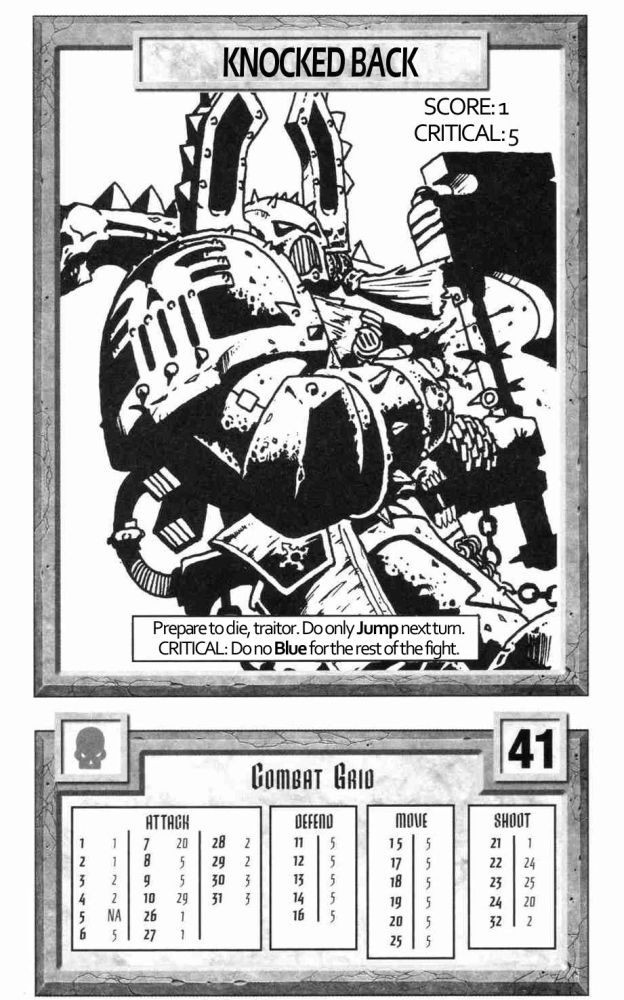 KNOCKED BACK
SCORE: 1
CRITICAL: 5
Prepare to die, traitor. Do only Jump next turn.
CRITICAL: Do no Blue for the rest of the fight.
41
COMBAT GRID
ATTACK
1 1 7 20 28 2
2 1 8 5 29 2
3 2 9 5 30 3
4 2 10 29 31 3
5 NA 26 1
6 5 27 1
DEFEND
11 5
12 5
13 5
14 5
16 5
MOVE
15 5
17 5
18 5
19 5
20 5
25 5
SHOOT
21 1
22 24
23 25
24 20
32 2